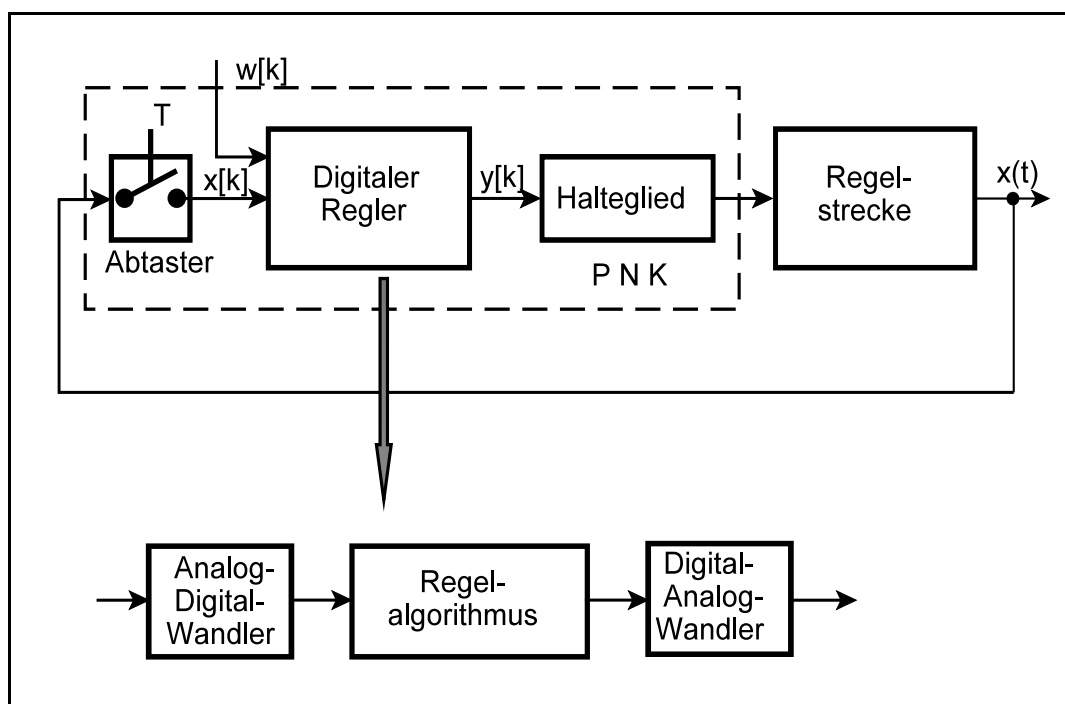 w[k]
T
x[k]
Abtaster
Digitaler
Regler
y[k]
Halteglied
P N K
Regel-
strecke
x(t)
Analog-
Digital-
Wandler
Regel-
algorithmus
Digital-
Analog-
Wandler